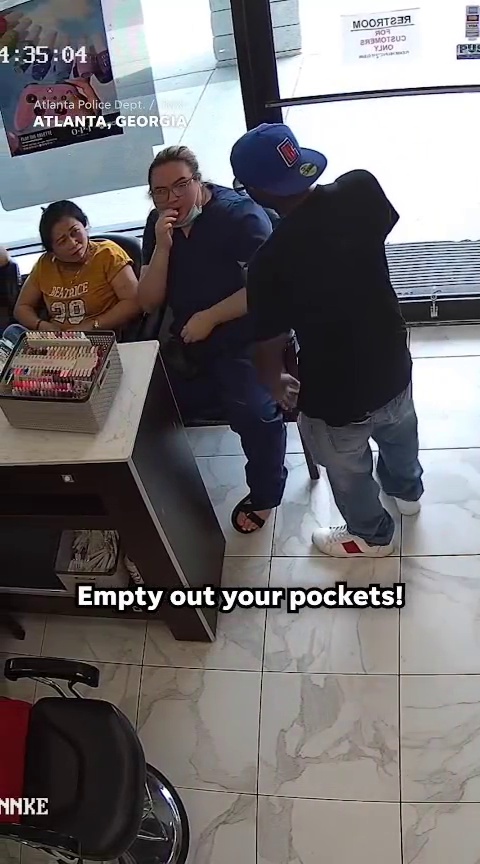 4:35:04
RESTROOM
FOR
CUSTOMERS
ONLY
Atlanta Police Dept. /
ATLANTA, GEORGIA
BEATRICE
20
Empty out your pockets!
NNKE